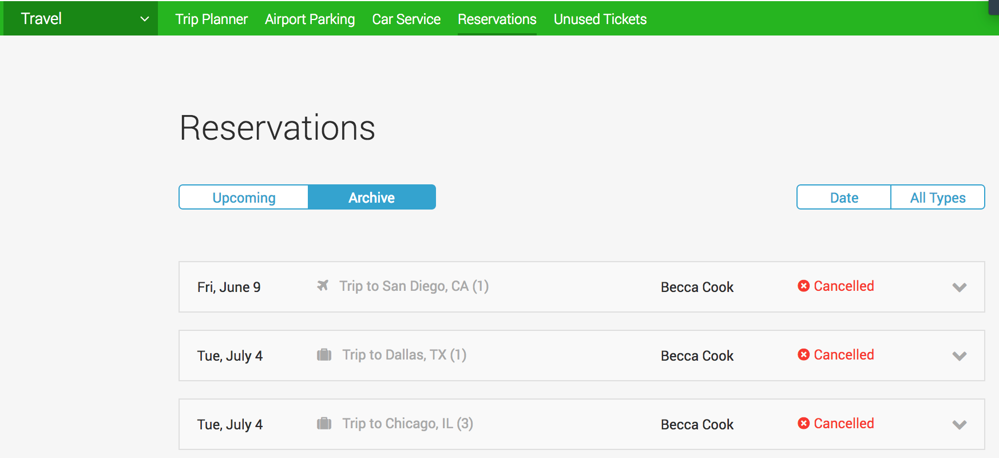 Travel Trip Planner Airport Parking Car Service Reservations Unused Tickets
Reservations
Upcoming Archive Date All Types
Fri, June 9 Trip to San Diego, CA (1) Becca Cook Cancelled
Tue, July 4 Trip to Dallas, TX (1) Becca Cook Cancelled
Tue, July 4 Trip to Chicago, IL (3) Becca Cook Cancelled